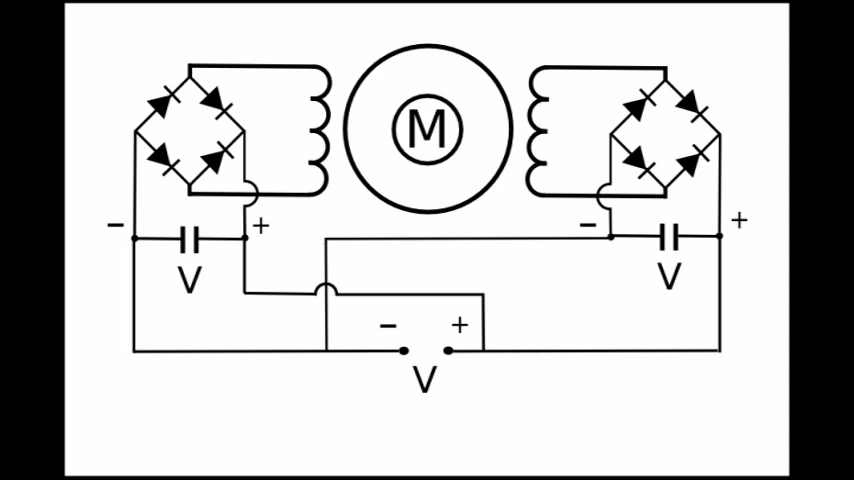 M
− + − +
V V
− +
V